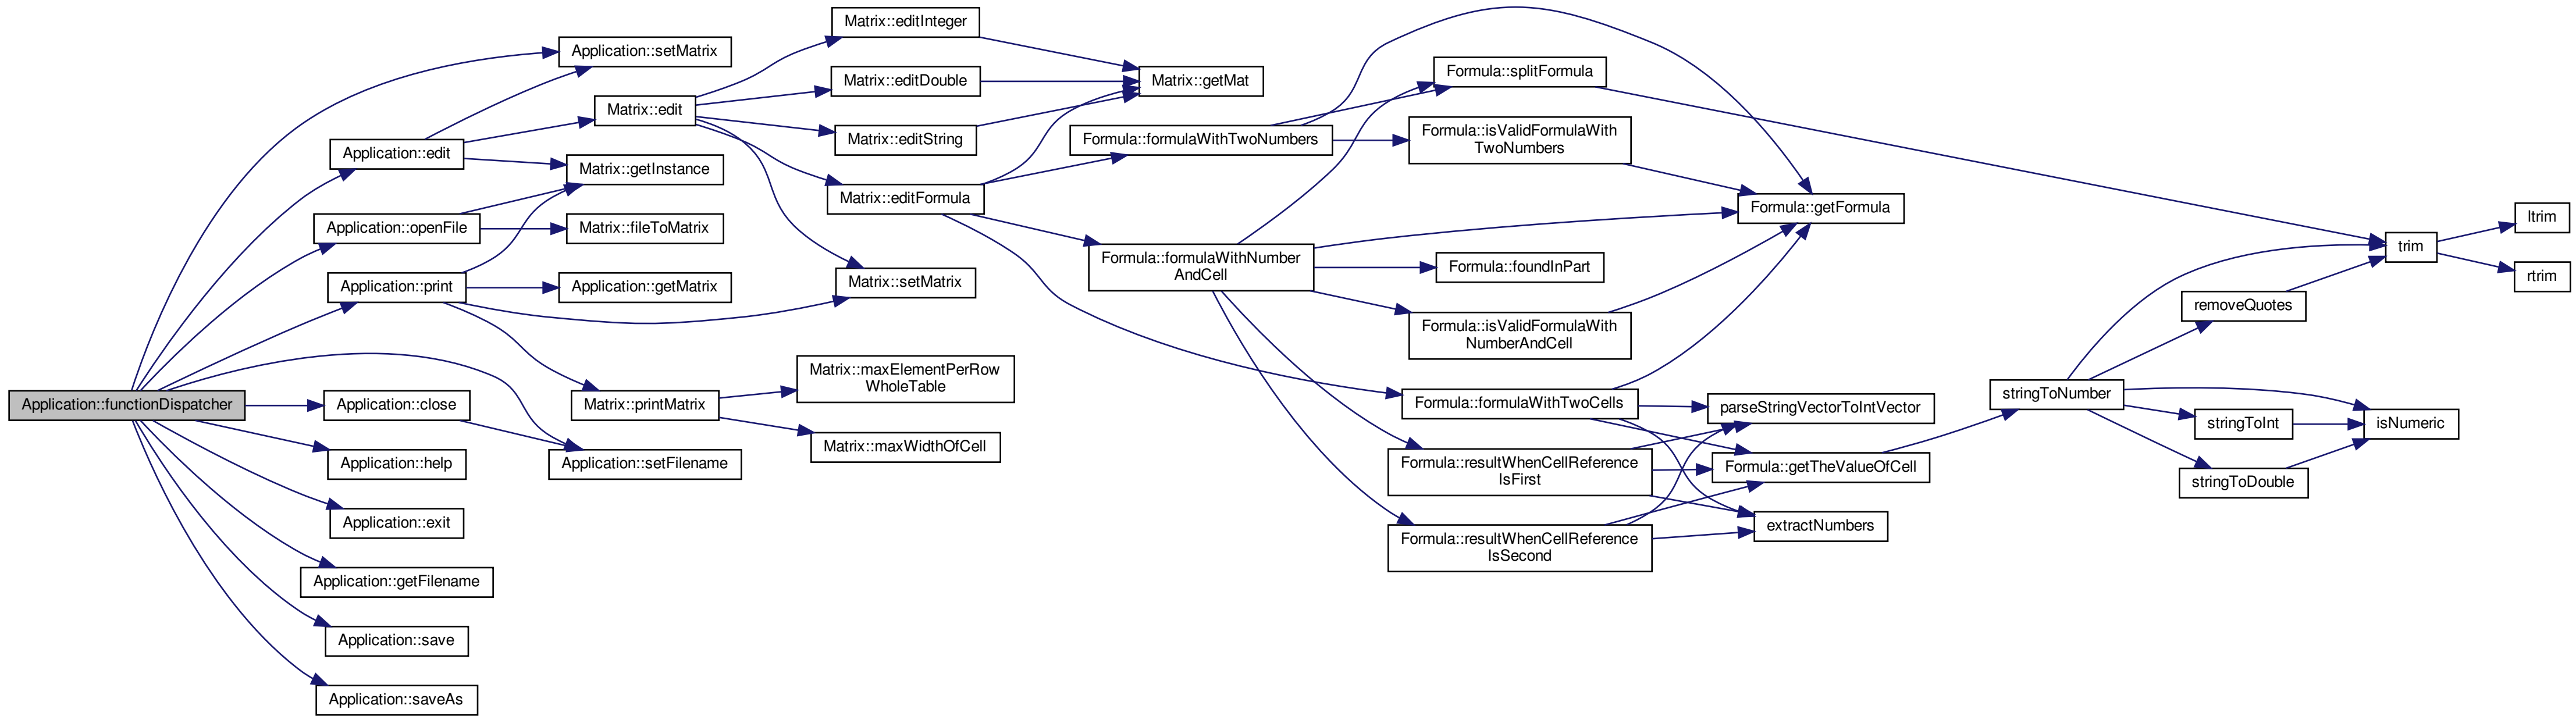 Application::functionDispatcher
Application::setMatrix
Application::edit
Application::openFile
Application::print
Application::close
Application::help
Application::exit
Application::getFilename
Application::save
Application::saveAs
Matrix::edit
Matrix::getInstance
Matrix::fileToMatrix
Application::getMatrix
Matrix::printMatrix
Application::setFilename
Matrix::editInteger
Matrix::editDouble
Matrix::editString
Matrix::editFormula
Matrix::setMatrix
Matrix::maxElementPerRow
WholeTable
Matrix::maxWidthOfCell
Matrix::getMat
Formula::formulaWithTwoNumbers
Formula::formulaWithNumber
AndCell
Formula::splitFormula
Formula::isValidFormulaWith
TwoNumbers
Formula::foundInPart
Formula::isValidFormulaWith
NumberAndCell
Formula::formulaWithTwoCells
Formula::resultWhenCellReference
IsFirst
Formula::resultWhenCellReference
IsSecond
Formula::getFormula
parseStringVectorToIntVector
Formula::getTheValueOfCell
extractNumbers
stringToNumber
removeQuotes
stringToInt
stringToDouble
trim
isNumeric
ltrim
rtrim